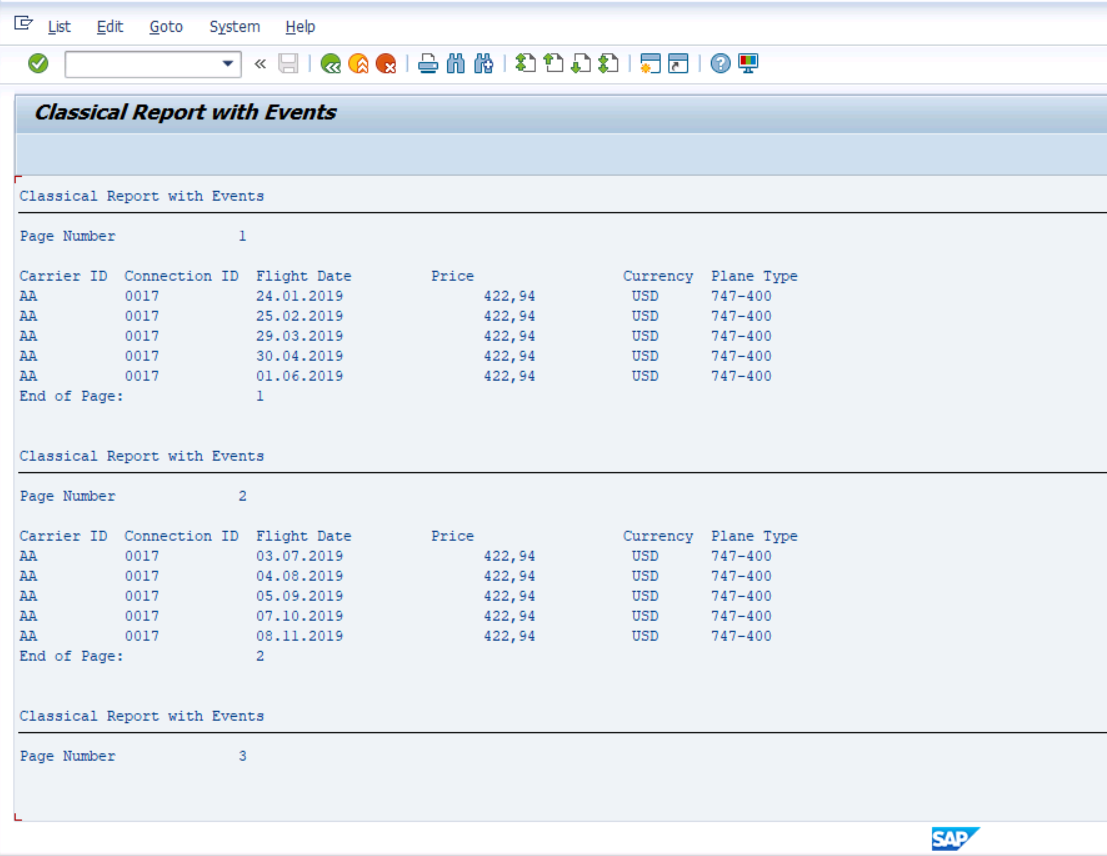 List Edit Goto System Help
Classical Report with Events
Classical Report with Events
Page Number 1
Carrier ID Connection ID Flight Date Price Currency Plane Type
AA 0017 24.01.2019 422,94 USD 747-400
AA 0017 25.02.2019 422,94 USD 747-400
AA 0017 29.03.2019 422,94 USD 747-400
AA 0017 30.04.2019 422,94 USD 747-400
AA 0017 01.06.2019 422,94 USD 747-400
End of Page: 1
Classical Report with Events
Page Number 2
Carrier ID Connection ID Flight Date Price Currency Plane Type
AA 0017 03.07.2019 422,94 USD 747-400
AA 0017 04.08.2019 422,94 USD 747-400
AA 0017 05.09.2019 422,94 USD 747-400
AA 0017 07.10.2019 422,94 USD 747-400
AA 0017 08.11.2019 422,94 USD 747-400
End of Page: 2
Classical Report with Events
Page Number 3
SAP